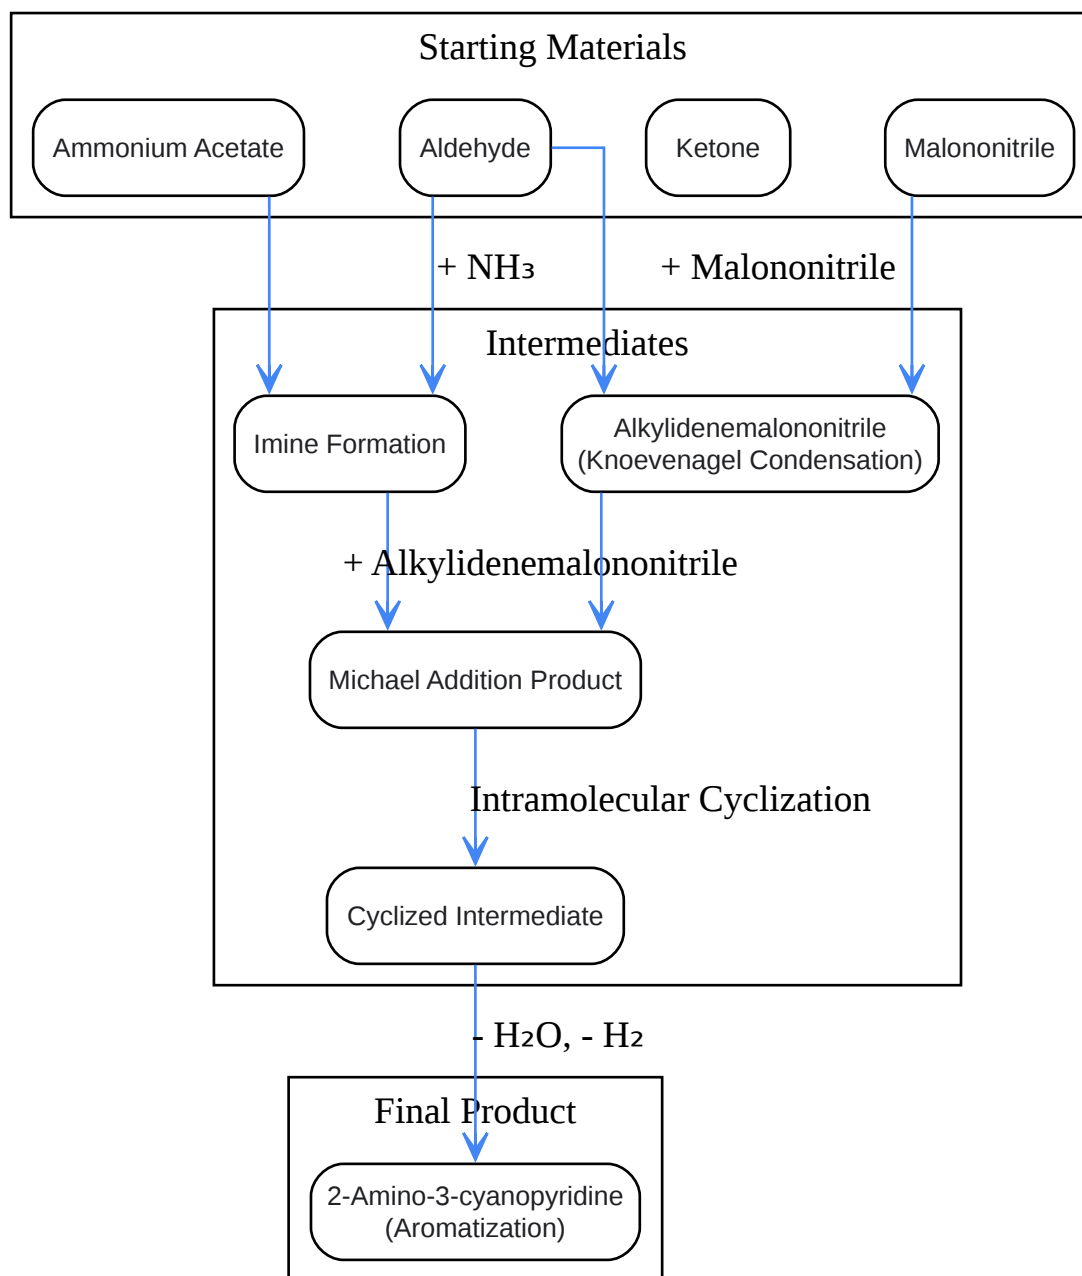 Starting Materials
Ammonium Acetate
Aldehyde
Ketone
Malononitrile
+ NH₃
+ Malononitrile
Intermediates
Imine Formation
Alkylidenemalononitrile
(Knoevenagel Condensation)
+ Alkylidenemalononitrile
Michael Addition Product
Intramolecular Cyclization
Cyclized Intermediate
- H₂O, - H₂
Final Product
2-Amino-3-cyanopyridine
(Aromatization)